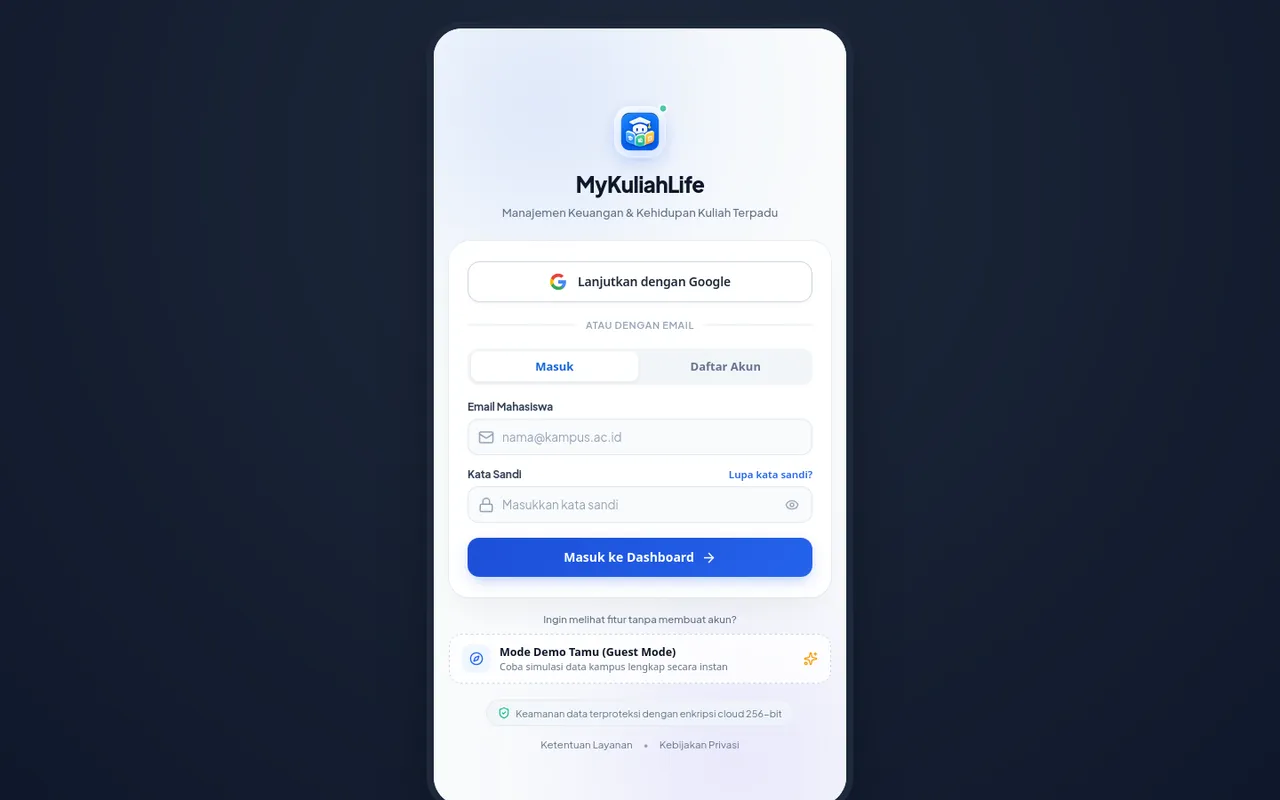 MyKuliahLife
Manajemen Keuangan & Kehidupan Kuliah Terpadu
Lanjutkan dengan Google
ATAU DENGAN EMAIL
Masuk
Daftar Akun
Email Mahasiswa
nama@kampus.ac.id
Kata Sandi
Lupa kata sandi?
Masukkan kata sandi
Masuk ke Dashboard →
Ingin melihat fitur tanpa membuat akun?
Mode Demo Tamu (Guest Mode)
Coba simulasi data kampus lengkap secara instan
Keamanan data terproteksi dengan enkripsi cloud 256-bit
Ketentuan Layanan • Kebijakan Privasi